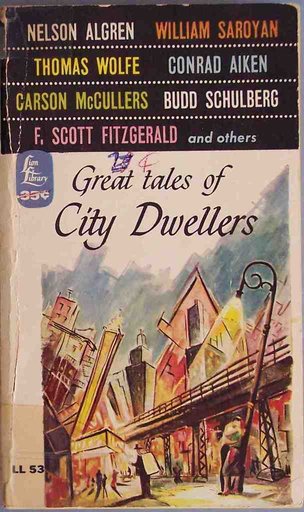 NELSON ALGREN WILLIAM SAROYAN
THOMAS WOLFE CONRAD AIKEN
CARSON McCULLERS BUDD SCHULBERG
F. SCOTT FITZGERALD and others
Lion
Library
35¢
Great tales of
City Dwellers
LL 53